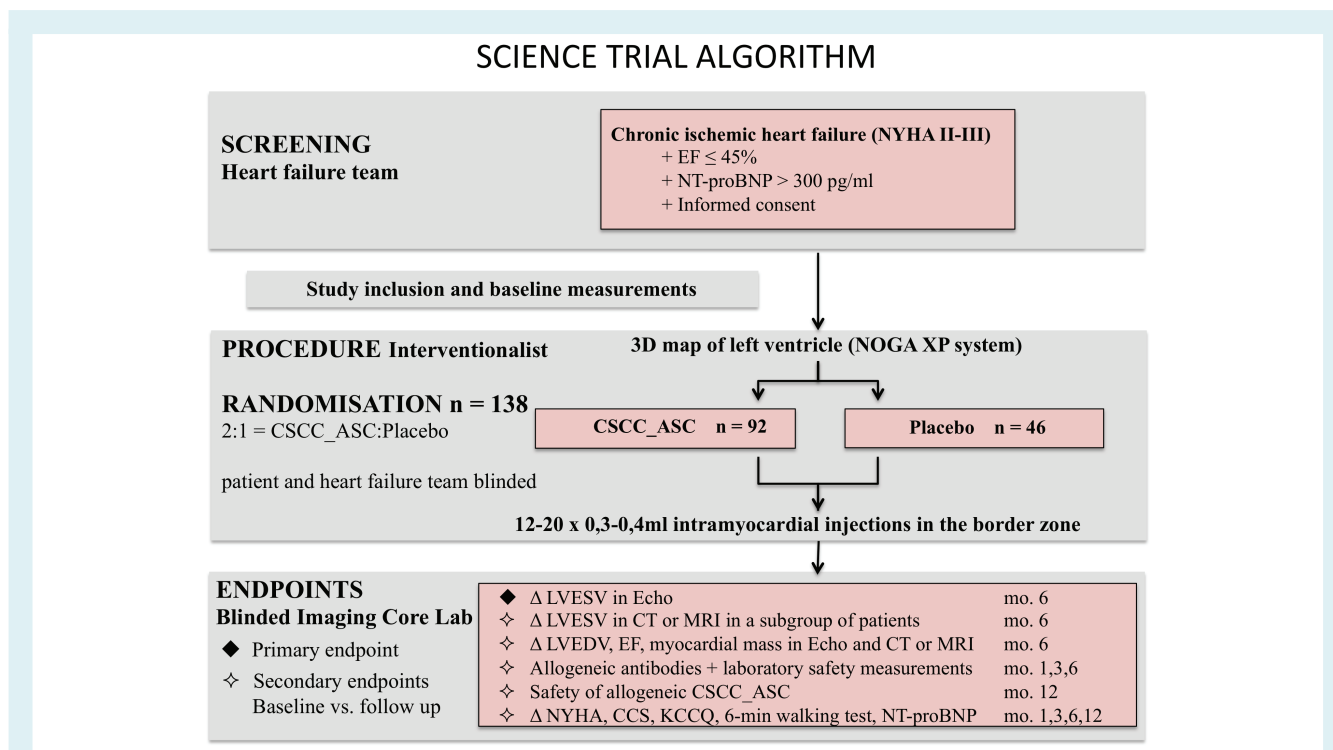 SCIENCE TRIAL ALGORITHM
SCREENING
Heart failure team
Chronic ischemic heart failure (NYHA II-III)
+ EF ≤ 45%
+ NT-proBNP > 300 pg/ml
+ Informed consent
Study inclusion and baseline measurements
PROCEDURE Interventionalist
3D map of left ventricle (NOGA XP system)
RANDOMISATION n = 138
2:1 = CSCC_ASC:Placebo
CSCC_ASC n = 92
Placebo n = 46
patient and heart failure team blinded
12-20 x 0,3-0,4ml intramyocardial injections in the border zone
ENDPOINTS
Blinded Imaging Core Lab
◆ Primary endpoint
✧ Secondary endpoints
Baseline vs. follow up
◆ Δ LVESV in Echo mo. 6
✧ Δ LVESV in CT or MRI in a subgroup of patients mo. 6
✧ Δ LVEDV, EF, myocardial mass in Echo and CT or MRI mo. 6
✧ Allogeneic antibodies + laboratory safety measurements mo. 1,3,6
✧ Safety of allogeneic CSCC_ASC mo. 12
✧ Δ NYHA, CCS, KCCQ, 6-min walking test, NT-proBNP mo. 1,3,6,12